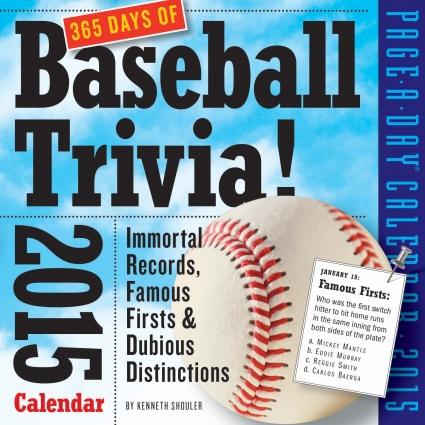 365 DAYS OF
Baseball
Trivia!
2015
Calendar
Immortal
Records,
Famous
Firsts &
Dubious
Distinctions
BY KENNETH SHOULER
JANUARY 18:
Famous Firsts:
Who was the first switch
hitter to hit home runs
in the same inning from
both sides of the plate?
a. MICKEY MANTLE
b. EDDIE MURRAY
c. REGGIE SMITH
d. CARLOS BAERGA
PAGE-A-DAY® CALENDAR · 2015